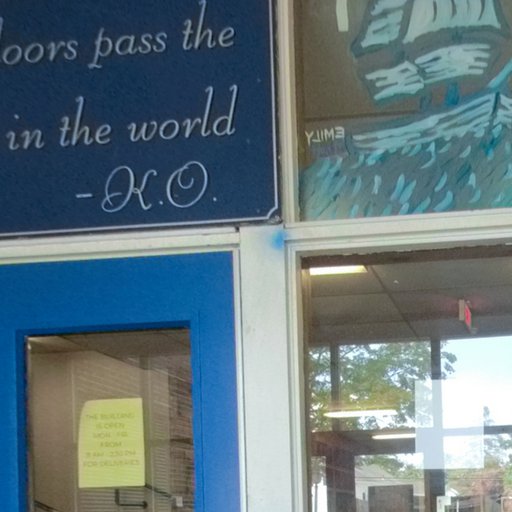 doors pass the
in the world
- K.O.
EMILY
THE BUILDING
IS OPEN
MON - FRI
FROM
FOR DELIVERIES